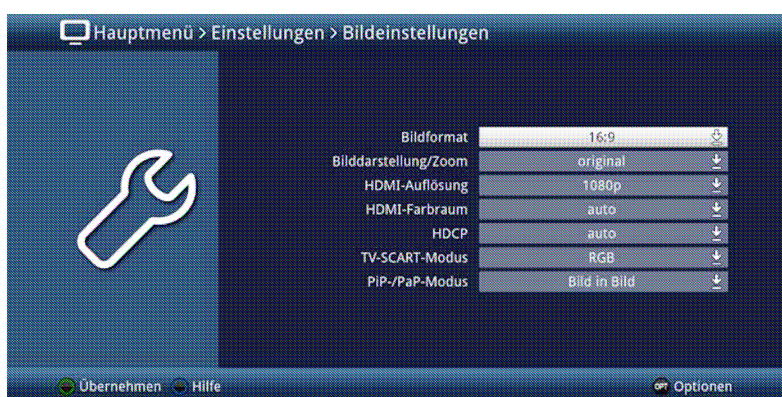 Hauptmenü > Einstellungen > Bildeinstellungen
Bildformat 16:9
Bilddarstellung/Zoom original
HDMI-Auflösung 1080p
HDMI-Farbraum auto
HDCP auto
TV-SCART-Modus RGB
PiP-/PaP-Modus Bild in Bild
Übernehmen Hilfe OPT Optionen